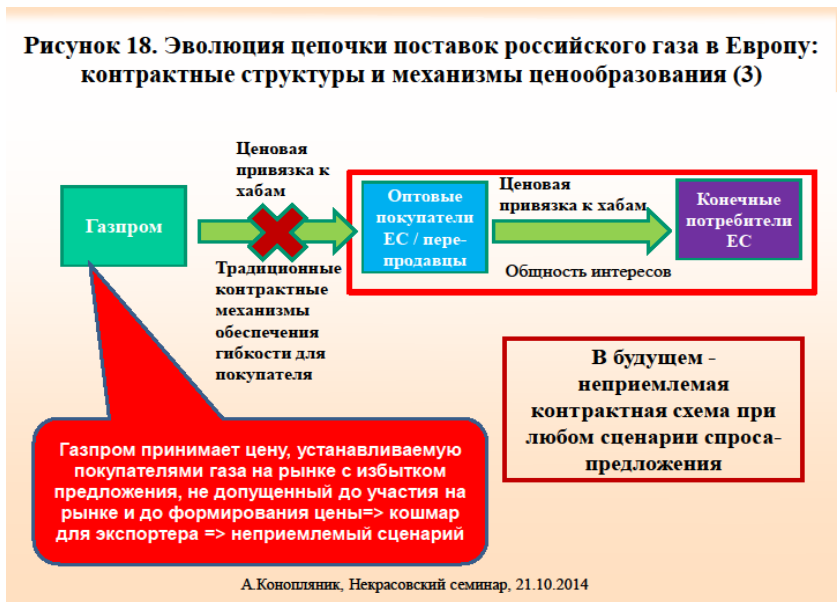 Рисунок 18. Эволюция цепочки поставок российского газа в Европу:
контрактные структуры и механизмы ценообразования (3)
Газпром
Ценовая
привязка к
хабам
Традиционные
контрактные
механизмы
обеспечения
гибкости для
покупателя
Оптовые
покупатели
ЕС / пере-
продавцы
Ценовая
привязка к хабам
Общность интересов
Конечные
потребители
ЕС
В будущем -
неприемлемая
контрактная схема при
любом сценарии спроса-
предложения
Газпром принимает цену, устанавливаемую
покупателями газа на рынке с избытком
предложения, не допущенный до участия на
рынке и до формирования цены=> кошмар
для экспортера => неприемлемый сценарий
А.Конопляник, Некрасовский семинар, 21.10.2014